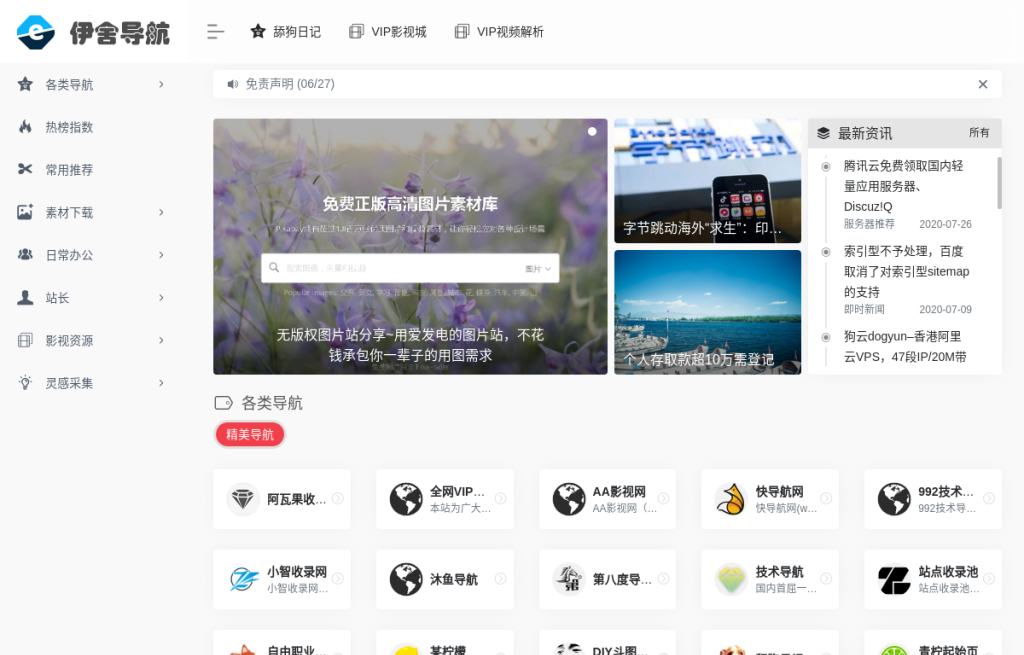 伊舍导航
舔狗日记
VIP影视城
VIP视频解析
各类导航
热榜指数
常用推荐
素材下载
日常办公
站长
影视资源
灵感采集
免责声明 (06/27)
免费正版高清图片素材库
图片
无版权图片站分享~用爱发电的图片站，不花
钱承包你一辈子的用图需求
字节跳动海外“求生”：印…
个人存取款超10万需登记
最新资讯
所有
腾讯云免费领取国内轻
量应用服务器、
Discuz!Q
服务器推荐 2020-07-26
索引型不予处理，百度
取消了对索引型sitemap
的支持
即时新闻 2020-07-09
狗云dogyun–香港阿里
云VPS，47段IP/20M带
各类导航
精美导航
阿瓦果收…
全网VIP…
本站为广大…
AA影视网
AA影视网（…
快导航网
快导航网(w…
992技术…
992技术导…
小智收录网
小智收录网…
沐鱼导航
第八度导…
技术导航
国内首屈一…
站点收录池
站点收录池…
自由职业…
某柠檬
DIY斗图…
青柠起始页